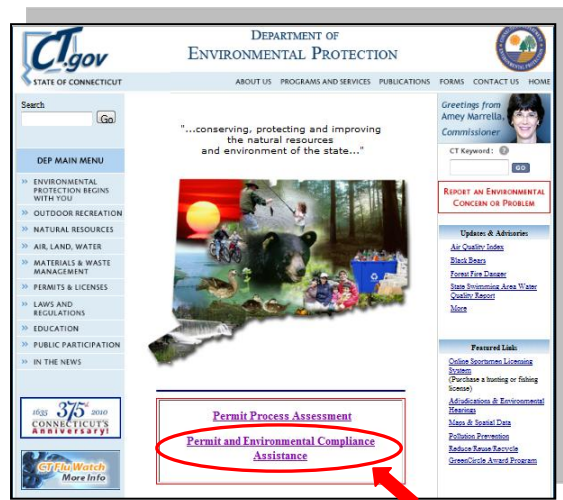 CT.gov
STATE OF CONNECTICUT
DEPARTMENT OF
ENVIRONMENTAL PROTECTION
ABOUT US PROGRAMS AND SERVICES PUBLICATIONS FORMS CONTACT US HOME
Search
Go
DEP MAIN MENU
» ENVIRONMENTAL
PROTECTION BEGINS
WITH YOU
» OUTDOOR RECREATION
» NATURAL RESOURCES
» AIR, LAND, WATER
» MATERIALS & WASTE
MANAGEMENT
» PERMITS & LICENSES
» LAWS AND
REGULATIONS
» EDUCATION
» PUBLIC PARTICIPATION
» IN THE NEWS
1635 375th 2010
CONNECTICUT'S
Anniversary!
CT Flu Watch
More Info
"...conserving, protecting and improving
the natural resources
and environment of the state..."
Permit Process Assessment
Permit and Environmental Compliance
Assistance
Greetings from
Amey Marrella,
Commissioner
CT Keyword: ?
GO
REPORT AN ENVIRONMENTAL
CONCERN OR PROBLEM
Updates & Advisories
Air Quality Index
Black Bears
Forest Fire Danger
State Swimming Area Water
Quality Report
More
Featured Links
Online Sportsmen Licensing
System
(Purchase a hunting or fishing
license)
Adjudications & Environmental
Hearings
Maps & Spatial Data
Pollution Prevention
Reduce Reuse Recycle
GreenCircle Award Program